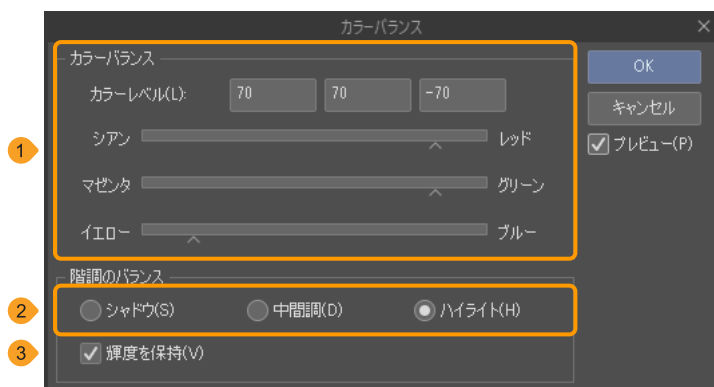 カラーバランス ×
カラーバランス
カラーレベル(L): 70 70 -70
シアン レッド
マゼンタ グリーン
イエロー ブルー
OK
キャンセル
プレビュー(P)
1
階調のバランス
2 シャドウ(S) 中間調(D) ハイライト(H)
3 輝度を保持(V)